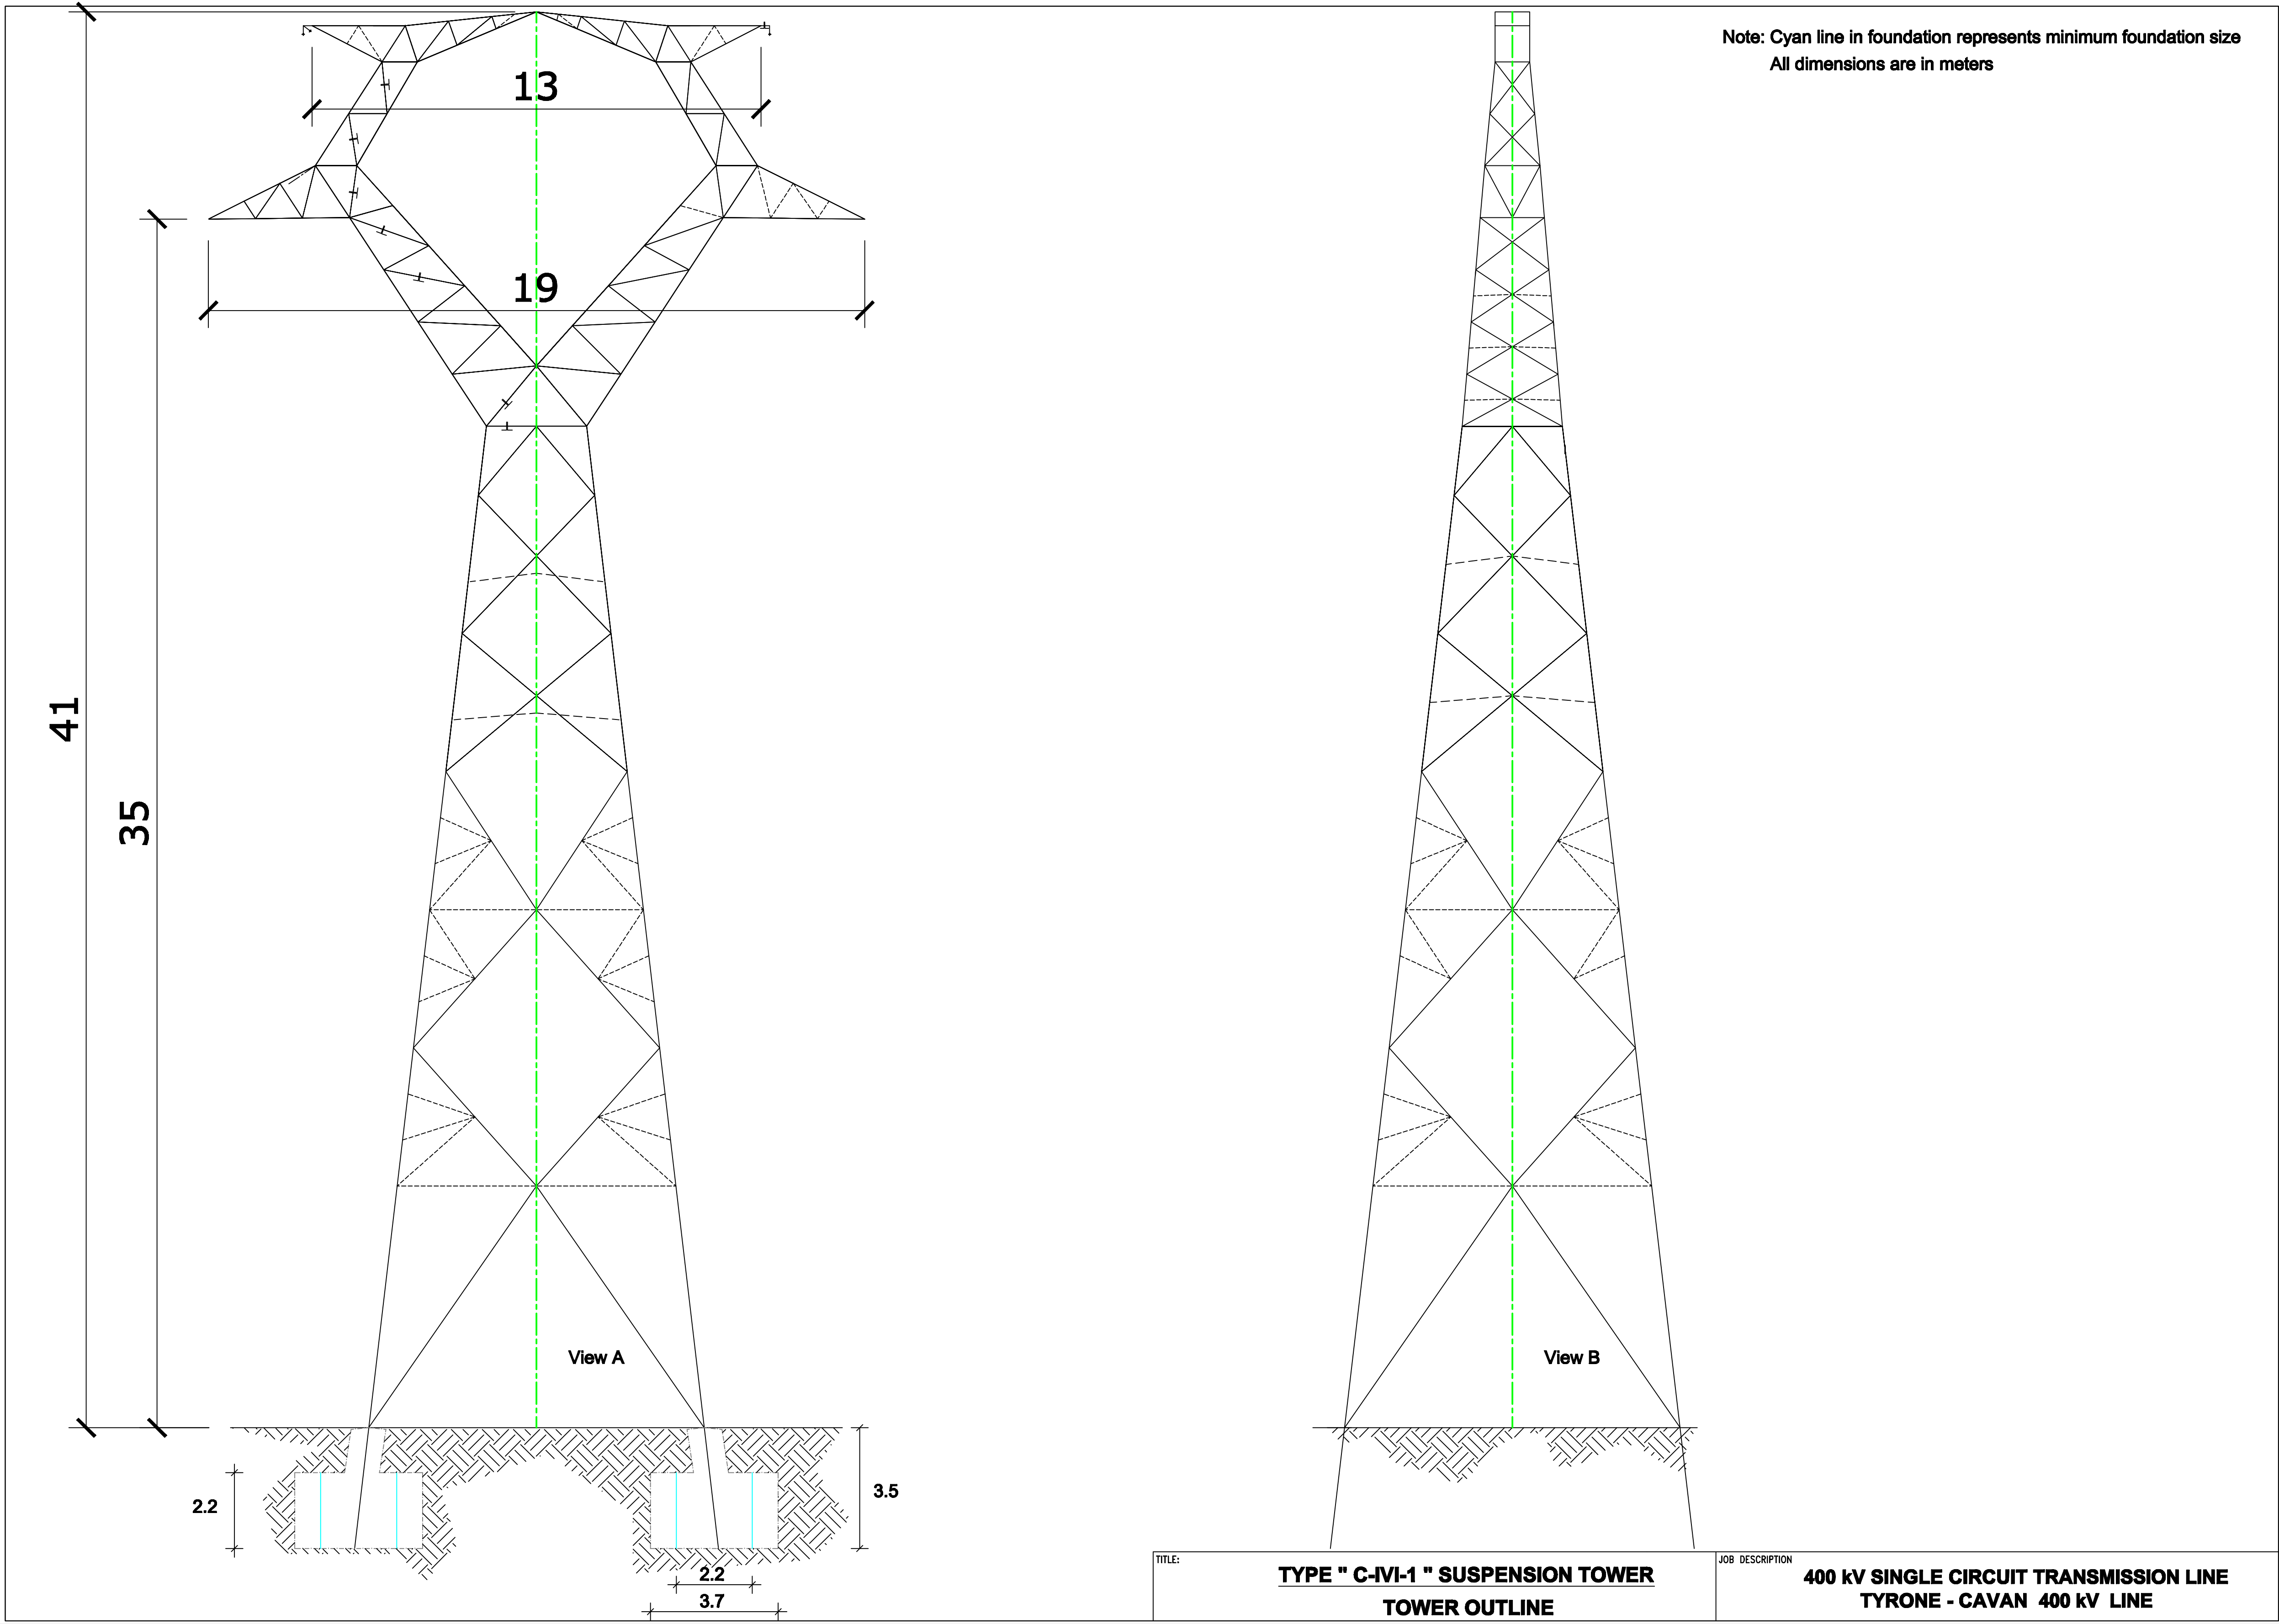 Note: Cyan line in foundation represents minimum foundation size
All dimensions are in meters
13
19
41
35
View A
View B
2.2
3.5
2.2
3.7
TITLE:
TYPE " C-IVI-1 " SUSPENSION TOWER
TOWER OUTLINE
JOB DESCRIPTION
400 kV SINGLE CIRCUIT TRANSMISSION LINE
TYRONE - CAVAN 400 kV LINE